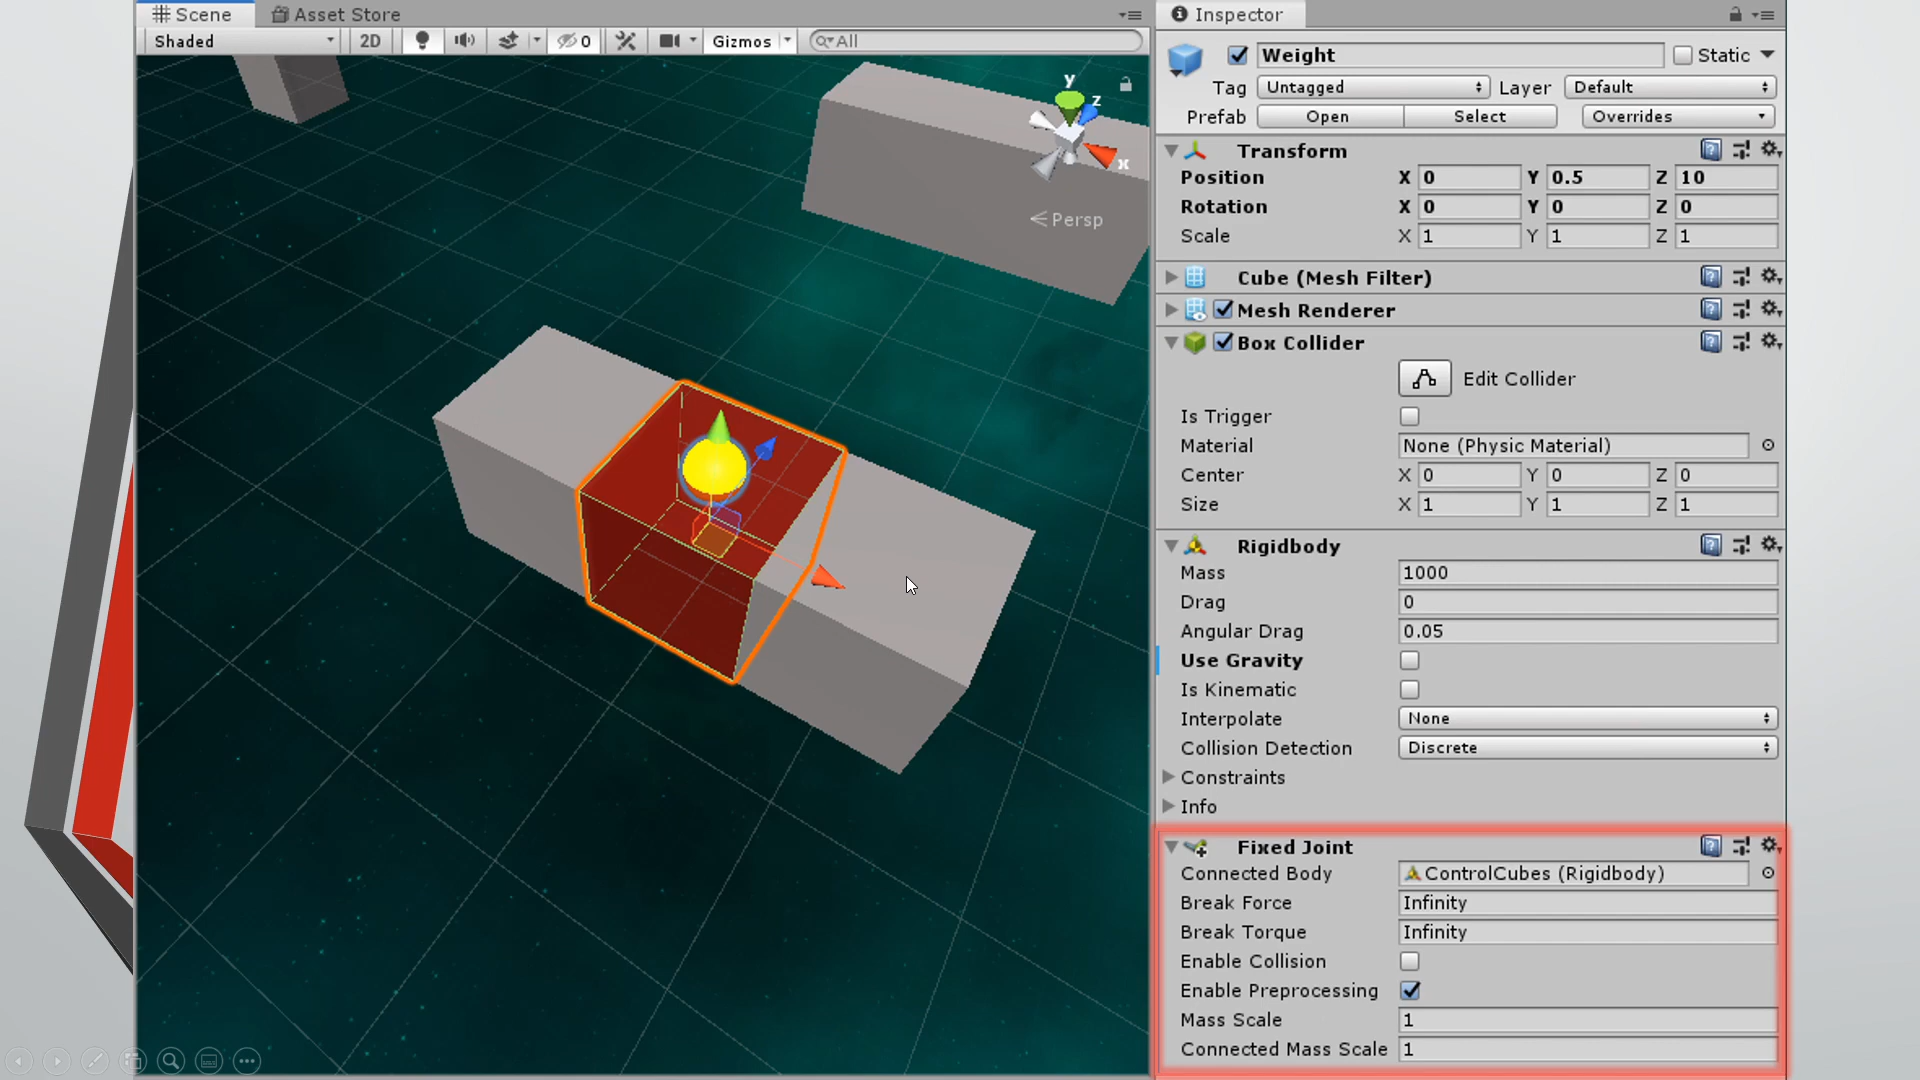 Scene
Asset Store
Shaded
2D
0
Gizmos
All
y
z
x
Persp
Inspector
Weight
Static
Tag Untagged Layer Default
Prefab Open Select Overrides
Transform
Position X 0 Y 0.5 Z 10
Rotation X 0 Y 0 Z 0
Scale X 1 Y 1 Z 1
Cube (Mesh Filter)
Mesh Renderer
Box Collider
Edit Collider
Is Trigger
Material None (Physic Material)
Center X 0 Y 0 Z 0
Size X 1 Y 1 Z 1
Rigidbody
Mass 1000
Drag 0
Angular Drag 0.05
Use Gravity
Is Kinematic
Interpolate None
Collision Detection Discrete
Constraints
Info
Fixed Joint
Connected Body ControlCubes (Rigidbody)
Break Force Infinity
Break Torque Infinity
Enable Collision
Enable Preprocessing
Mass Scale 1
Connected Mass Scale 1